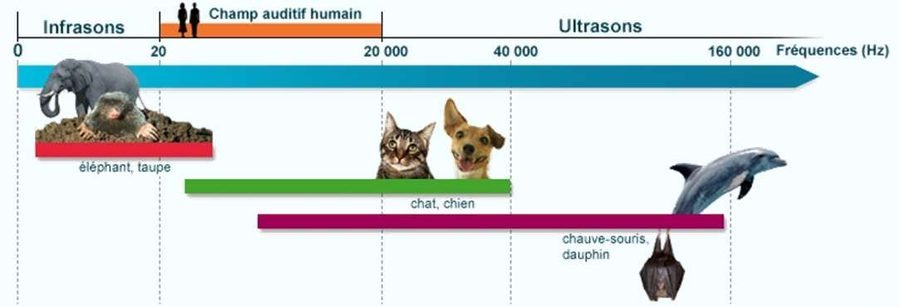 Infrasons
Champ auditif humain
Ultrasons
0
20
20 000
40 000
160 000
Fréquences (Hz)
éléphant, taupe
chat, chien
chauve-souris,
dauphin